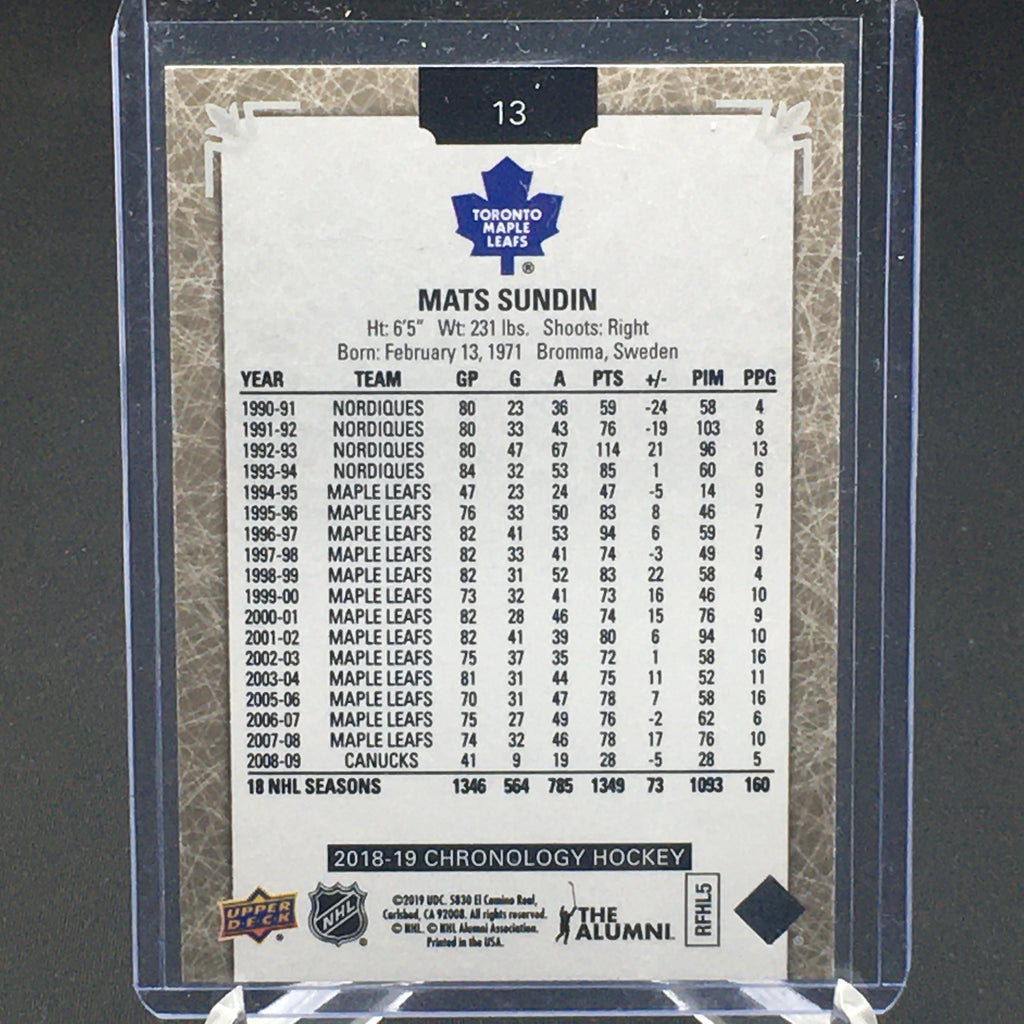 13
TORONTO
MAPLE
LEAFS
®
MATS SUNDIN
Ht: 6'5" Wt: 231 lbs. Shoots: Right
Born: February 13, 1971 Bromma, Sweden
YEAR TEAM GP G A PTS +/- PIM PPG
1990-91 NORDIQUES 80 23 36 59 -24 58 4
1991-92 NORDIQUES 80 33 43 76 -19 103 8
1992-93 NORDIQUES 80 47 67 114 21 96 13
1993-94 NORDIQUES 84 32 53 85 1 60 6
1994-95 MAPLE LEAFS 47 23 24 47 -5 14 9
1995-96 MAPLE LEAFS 76 33 50 83 8 46 7
1996-97 MAPLE LEAFS 82 41 53 94 6 59 7
1997-98 MAPLE LEAFS 82 33 41 74 -3 49 9
1998-99 MAPLE LEAFS 82 31 52 83 22 58 4
1999-00 MAPLE LEAFS 73 32 41 73 16 46 10
2000-01 MAPLE LEAFS 82 28 46 74 15 76 9
2001-02 MAPLE LEAFS 82 41 39 80 6 94 10
2002-03 MAPLE LEAFS 75 37 35 72 1 58 16
2003-04 MAPLE LEAFS 81 31 44 75 11 52 11
2005-06 MAPLE LEAFS 70 31 47 78 7 58 16
2006-07 MAPLE LEAFS 75 27 49 76 -2 62 6
2007-08 MAPLE LEAFS 74 32 46 78 17 76 10
2008-09 CANUCKS 41 9 19 28 -5 28 5
18 NHL SEASONS 1346 564 785 1349 73 1093 160
2018-19 CHRONOLOGY HOCKEY
UPPER
DECK
®
NHL
®
©2019 UDC. 5830 El Camino Real,
Carlsbad, CA 92008. All rights reserved.
© NHL. © NHL Alumni Association.
Printed in the USA.
THE
ALUMNI
RFHL5